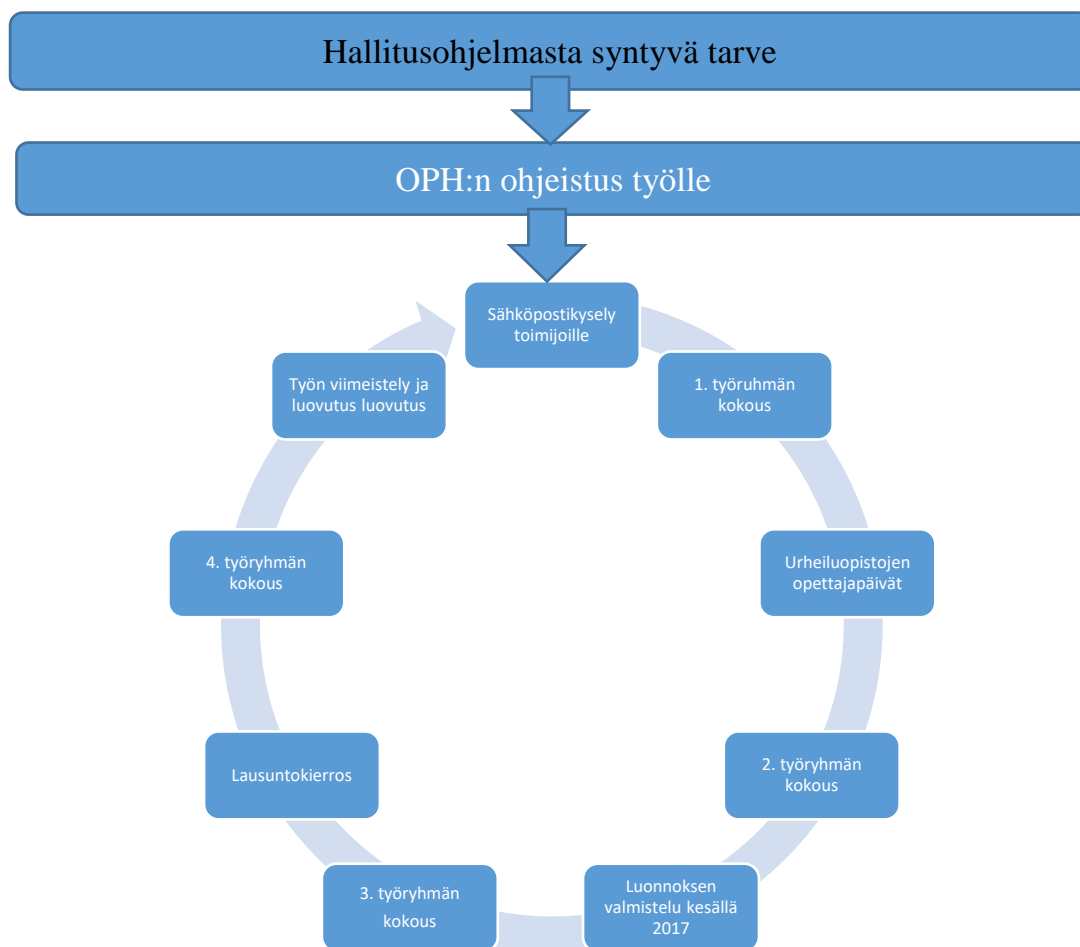 Hallitusohjelmasta syntyvä tarve
OPH:n ohjeistus työlle
Sähköpostikysely
toimijoille
1. työruhmän
kokous
Urheiluopistojen
opettajapäivät
2. työryhmän
kokous
Luonnoksen
valmistelu kesällä
2017
3. työryhmän
kokous
Lausuntokierros
4. työryhmän
kokous
Työn viimeistely ja
luovutus luovutus